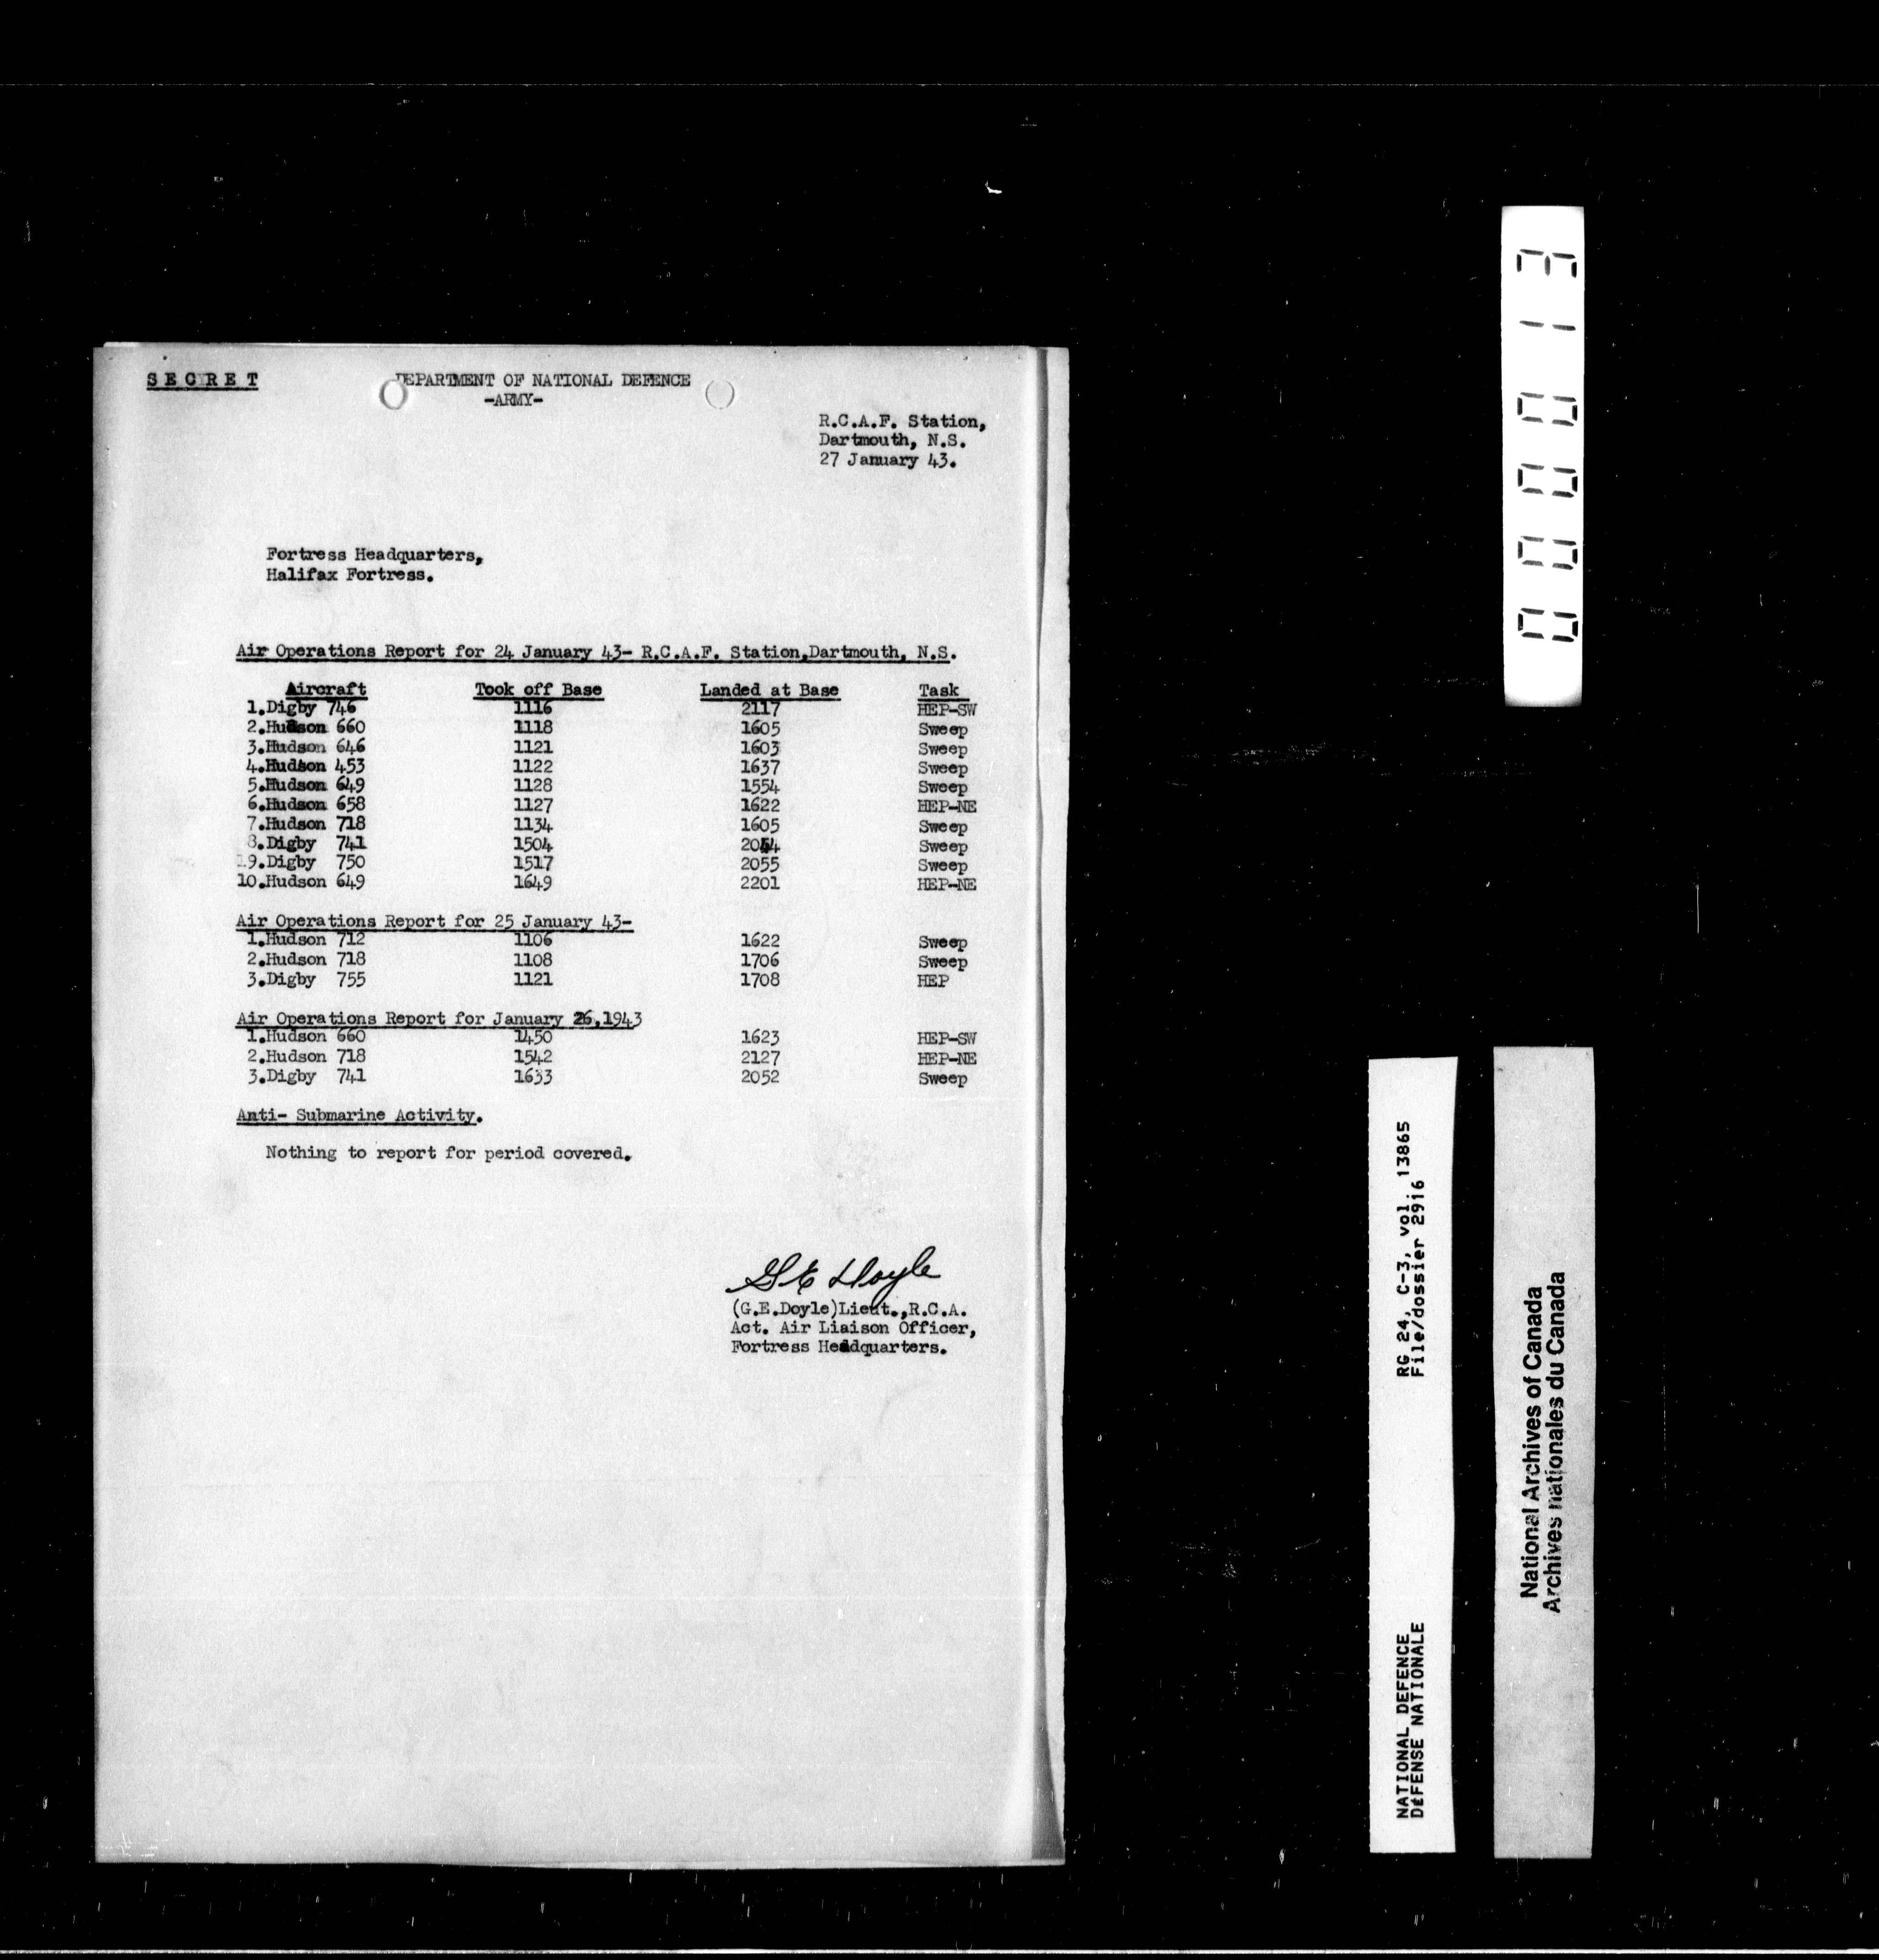 SECRET
DEPARTMENT OF NATIONAL DEFENCE
-ARMY-
R.C.A.F. Station,
Dartmouth, N.S.
27 January 43.
Fortress Headquarters,
Halifax Fortress.
Air Operations Report for 24 January 43- R.C.A.F. Station,Dartmouth, N.S.
Aircraft Took off Base Landed at Base Task
1.Digby 746 1116 2117 HEP-SW
2.Hudson 660 1118 1605 Sweep
3.Hudson 646 1121 1603 Sweep
4.Hudson 453 1122 1637 Sweep
5.Hudson 649 1128 1554 Sweep
6.Hudson 658 1127 1622 HEP-NE
7.Hudson 718 1134 1605 Sweep
8.Digby 741 1504 2054 Sweep
9.Digby 750 1517 2055 Sweep
10.Hudson 649 1649 2201 HEP-NE
Air Operations Report for 25 January 43-
1.Hudson 712 1106 1622 Sweep
2.Hudson 718 1108 1706 Sweep
3.Digby 755 1121 1708 HEP
Air Operations Report for January 26,1943
1.Hudson 660 1450 1623 HEP-SW
2.Hudson 718 1542 2127 HEP-NE
3.Digby 741 1633 2052 Sweep
Anti- Submarine Activity.
Nothing to report for period covered.
G E Doyle
(G.E.Doyle)Lieut.,R.C.A.
Act. Air Liaison Officer,
Fortress Headquarters.
000013
NATIONAL DEFENCE RG 24, C-3, vol. 13865
DÉFENSE NATIONALE File/dossier 2916
National Archives of Canada
Archives nationales du Canada